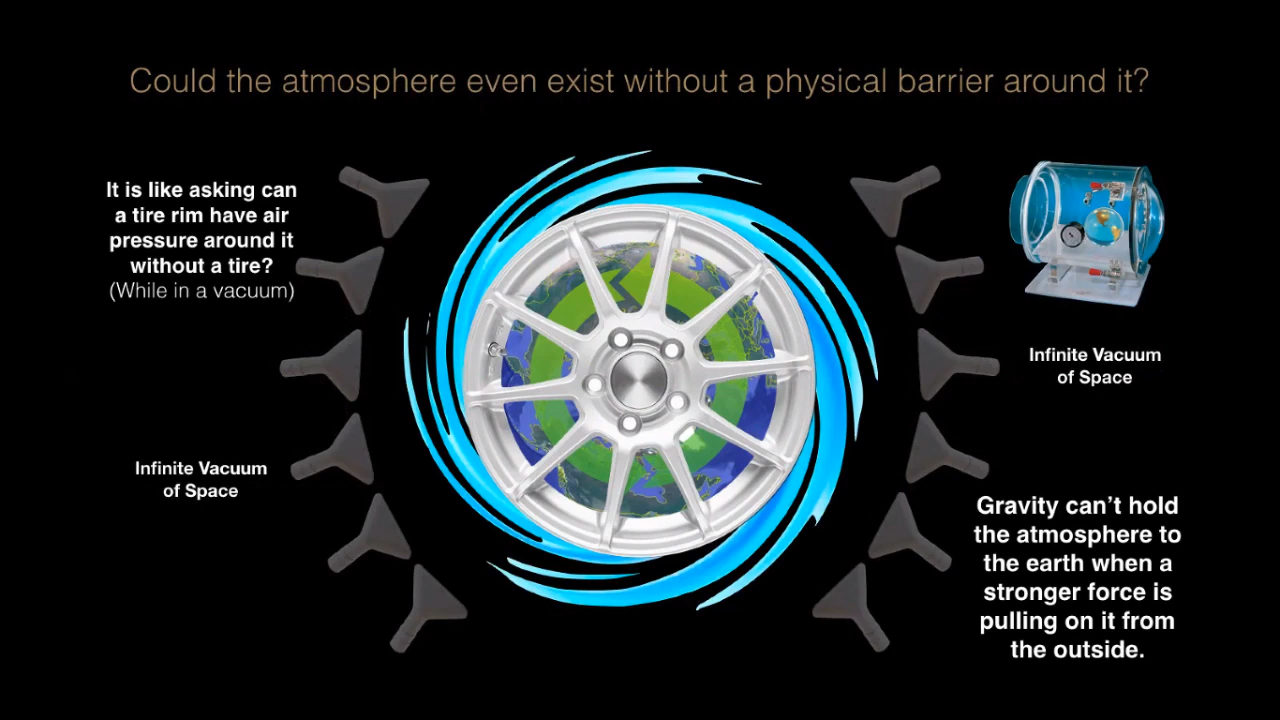 Could the atmosphere even exist without a physical barrier around it?
It is like asking can
a tire rim have air
pressure around it
without a tire?
(While in a vacuum)
Infinite Vacuum
of Space
Infinite Vacuum
of Space
Gravity can’t hold
the atmosphere to
the earth when a
stronger force is
pulling on it from
the outside.